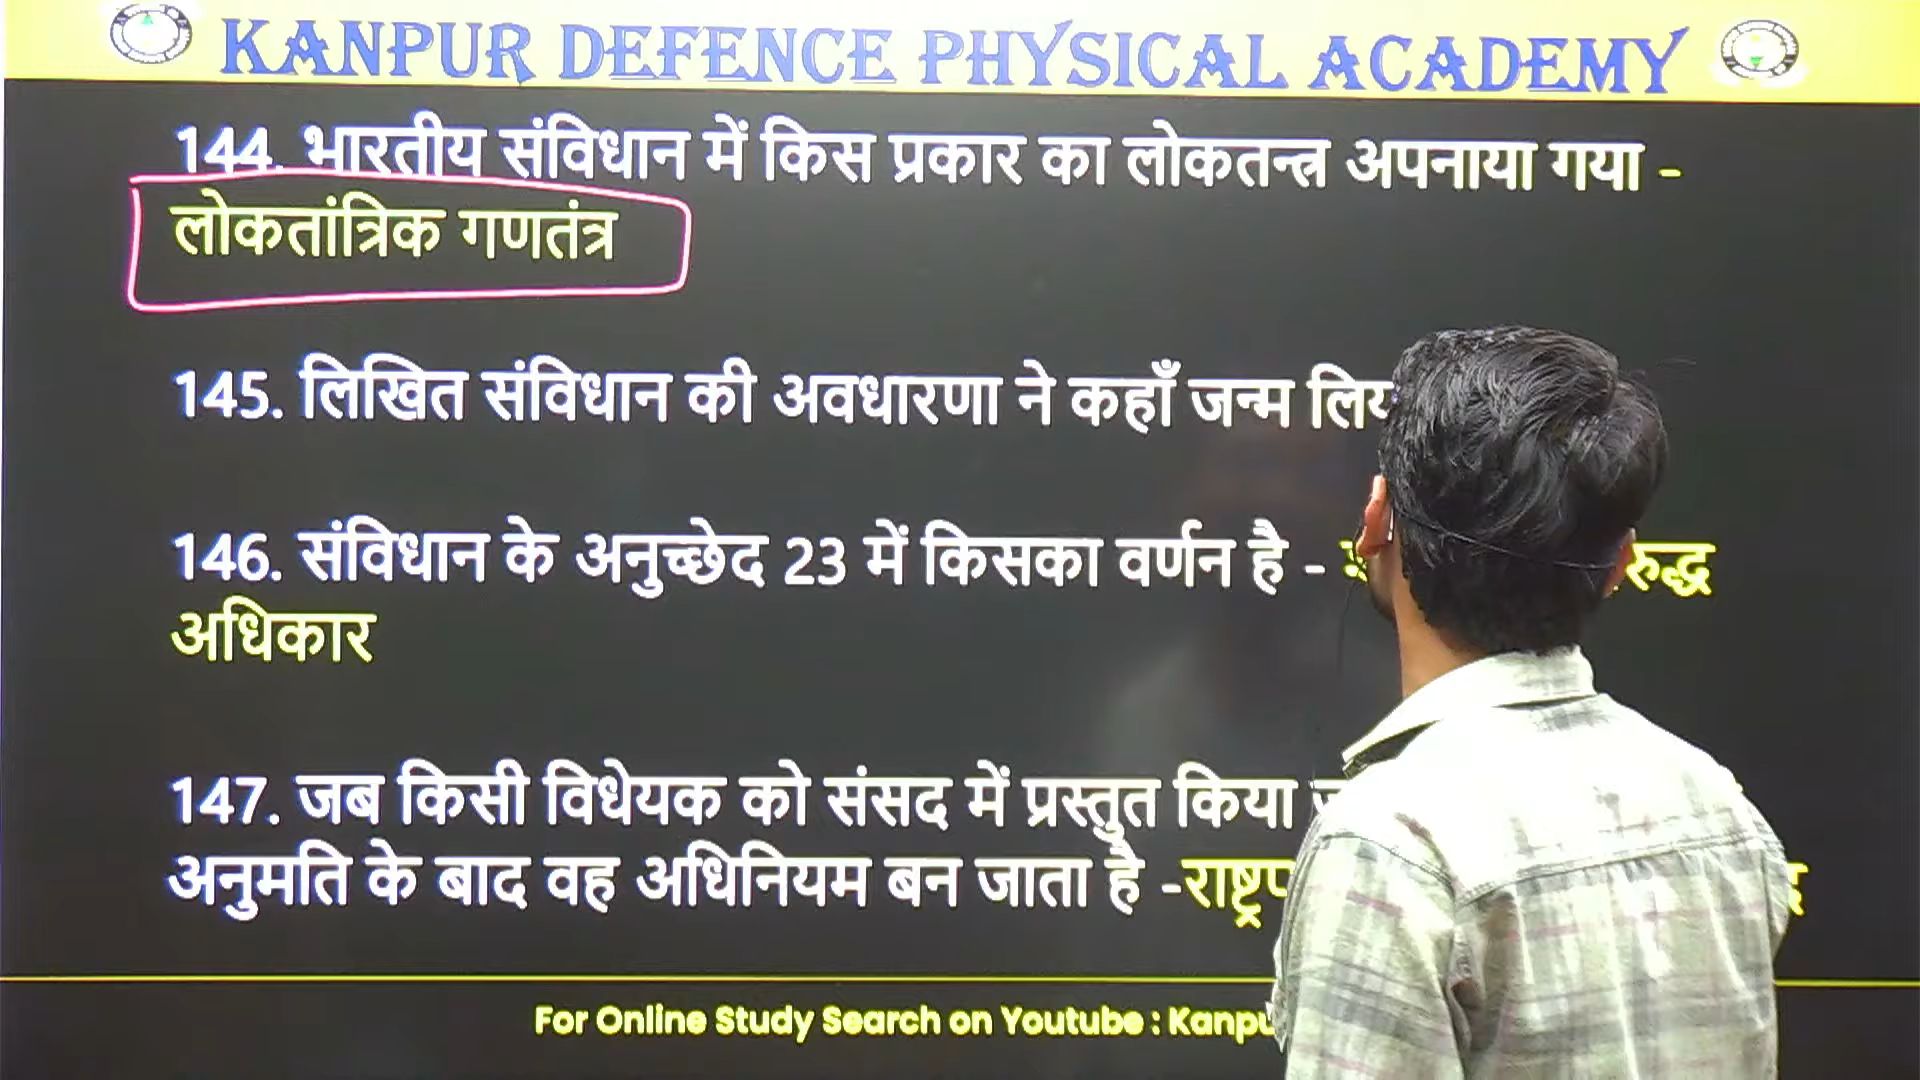 KANPUR DEFENCE PHYSICAL ACADEMY
144. भारतीय संविधान में किस प्रकार का लोकतन्त्र अपनाया गया -
लोकतांत्रिक गणतंत्र
145. लिखित संविधान की अवधारणा ने कहाँ जन्म
146. संविधान के अनुच्छेद 23 में किसका वर्णन है -
अधिकार
147. जब किसी विधेयक को संसद में प्रस्तुत किया
अनुमति के बाद वह अधिनियम बन जाता है -
For Online Study Search on Youtube :